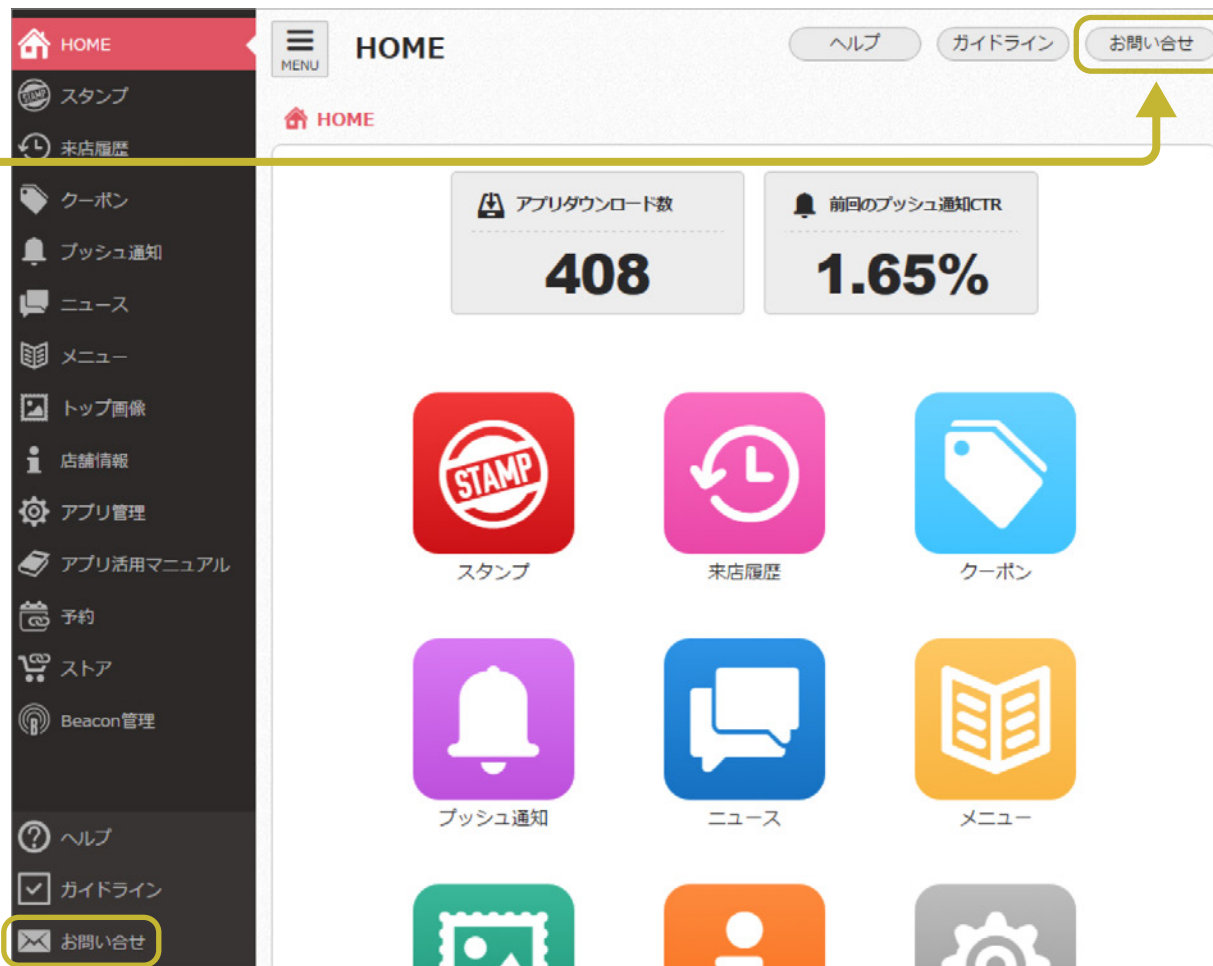 HOME
スタンプ
来店履歴
クーポン
プッシュ通知
ニュース
メニュー
トップ画像
店舗情報
アプリ管理
アプリ活用マニュアル
予約
ストア
Beacon管理
ヘルプ
ガイドライン
お問い合せ
MENU
HOME
ヘルプ
ガイドライン
お問い合せ
HOME
アプリダウンロード数
408
前回のプッシュ通知CTR
1.65%
STAMP
スタンプ
来店履歴
クーポン
プッシュ通知
ニュース
メニュー